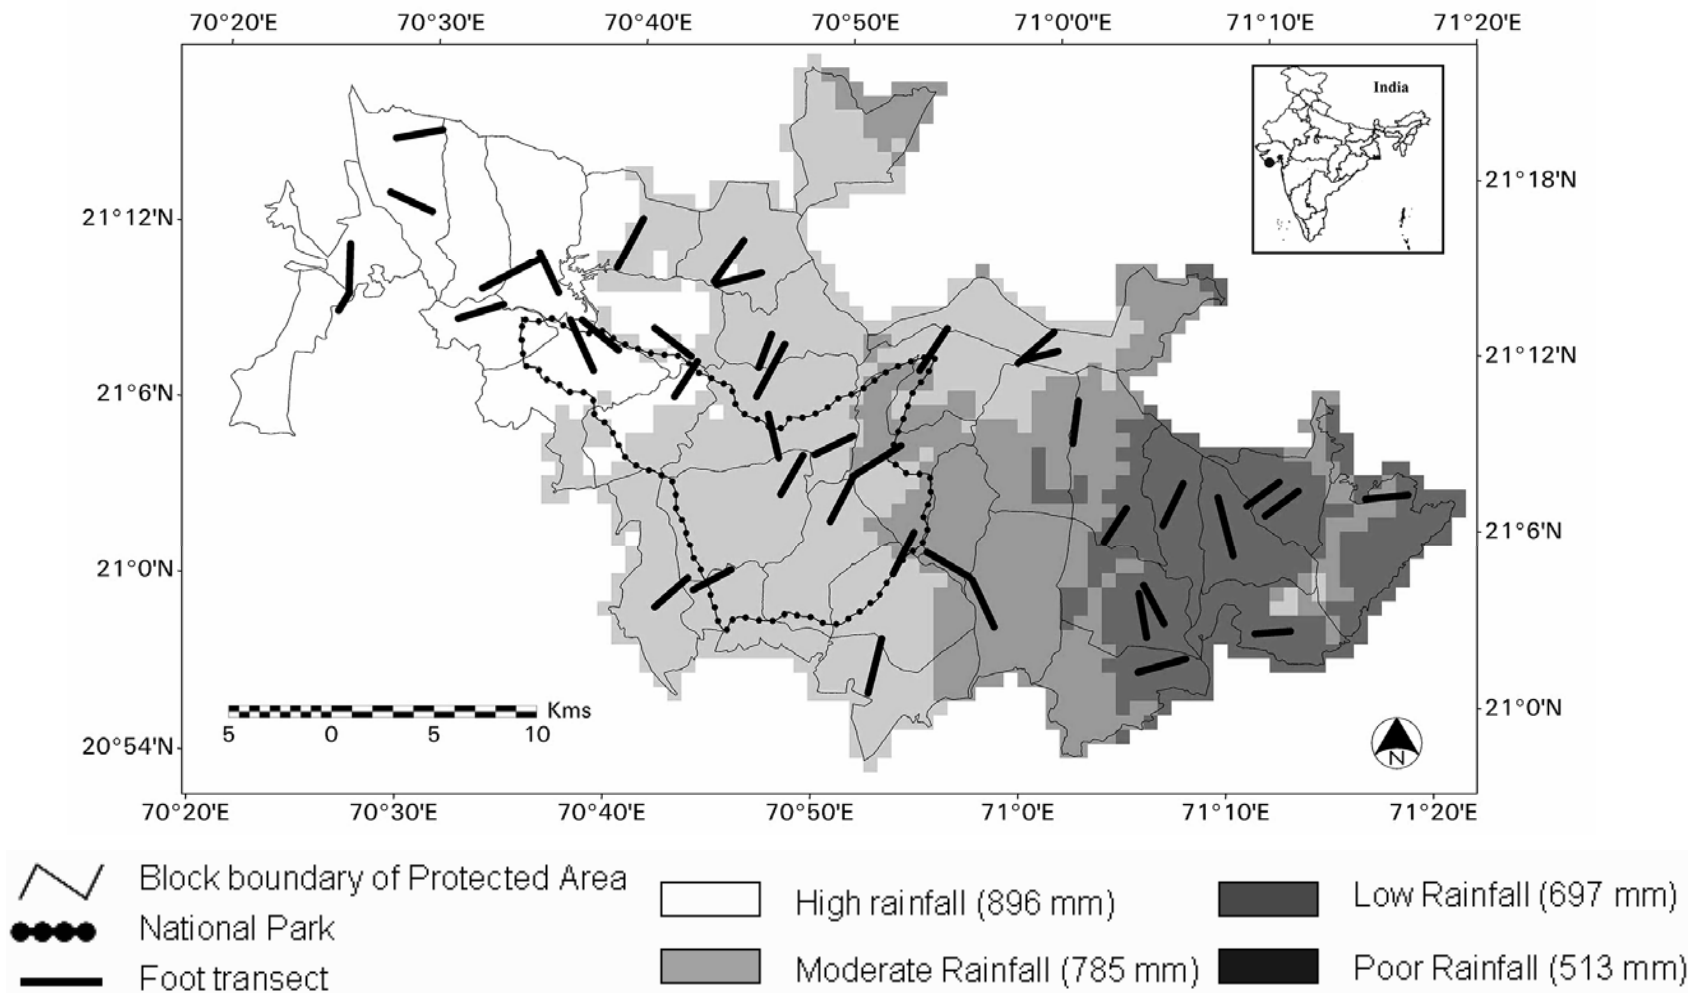 70°20'E 70°30'E 70°40'E 70°50'E 71°0'0'E 71°10'E 71°20'E
India
21°18'N
21°12'N
21°12'N
21°6'N
21°6'N
21°0'N
21°0'N
20°54'N
Kms
5 0 5 10
N
70°20'E 70°30'E 70°40'E 70°50'E 71°0'E 71°10'E 71°20'E
Block boundary of Protected Area
National Park
Foot transect
High rainfall (896 mm)
Moderate Rainfall (785 mm)
Low Rainfall (697 mm)
Poor Rainfall (513 mm)